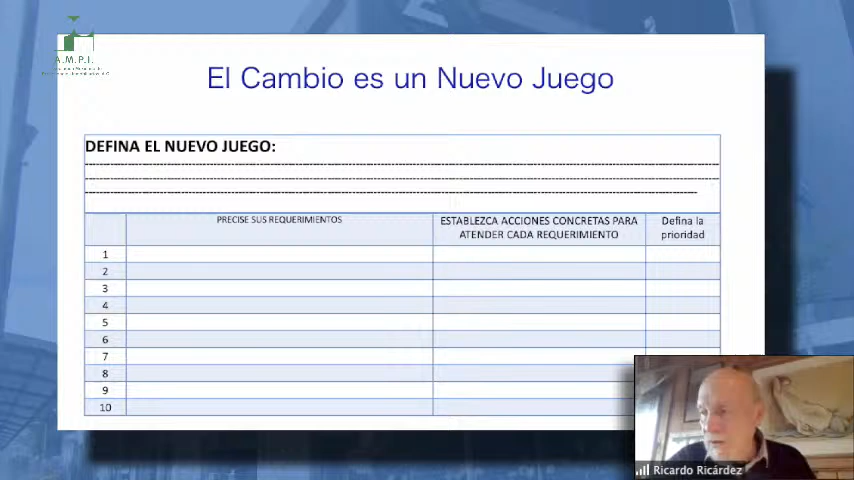 A.M.P.I.
El Cambio es un Nuevo Juego
DEFINA EL NUEVO JUEGO:
PRECISE SUS REQUERIMIENTOS
ESTABLEZCA ACCIONES CONCRETAS PARA
ATENDER CADA REQUERIMIENTO
Defina la
prioridad
1
2
3
4
5
6
7
8
9
10
Ricardo Ricárdez